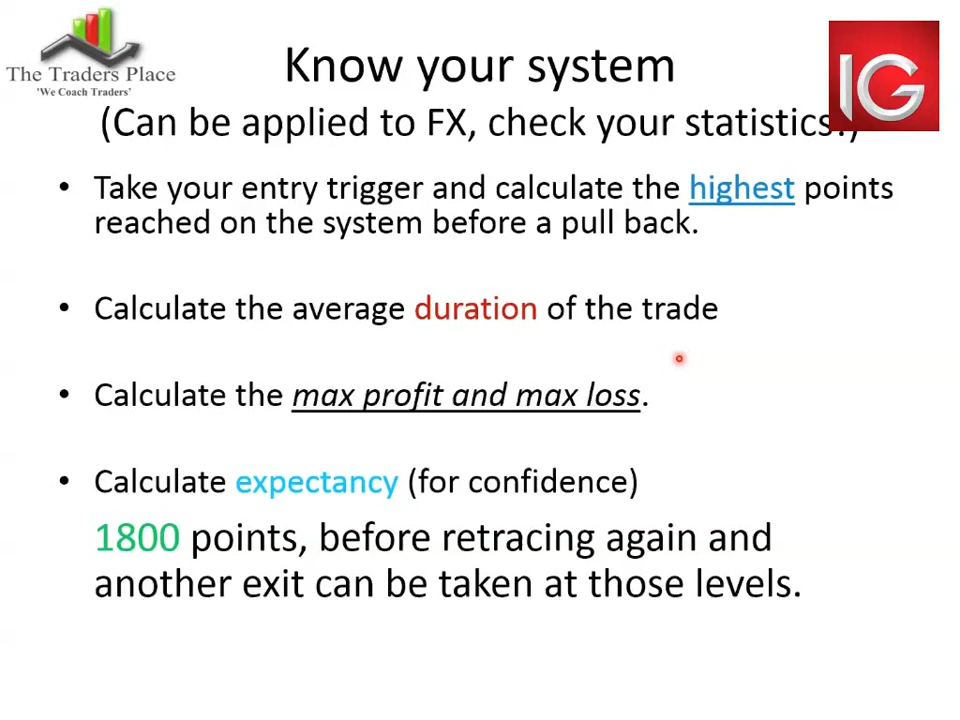 The Traders Place
'We Coach Traders'
Know your system
IG
(Can be applied to FX, check your statistics!)
• Take your entry trigger and calculate the highest points
reached on the system before a pull back.
• Calculate the average duration of the trade
• Calculate the max profit and max loss.
• Calculate expectancy (for confidence)
1800 points, before retracing again and
another exit can be taken at those levels.